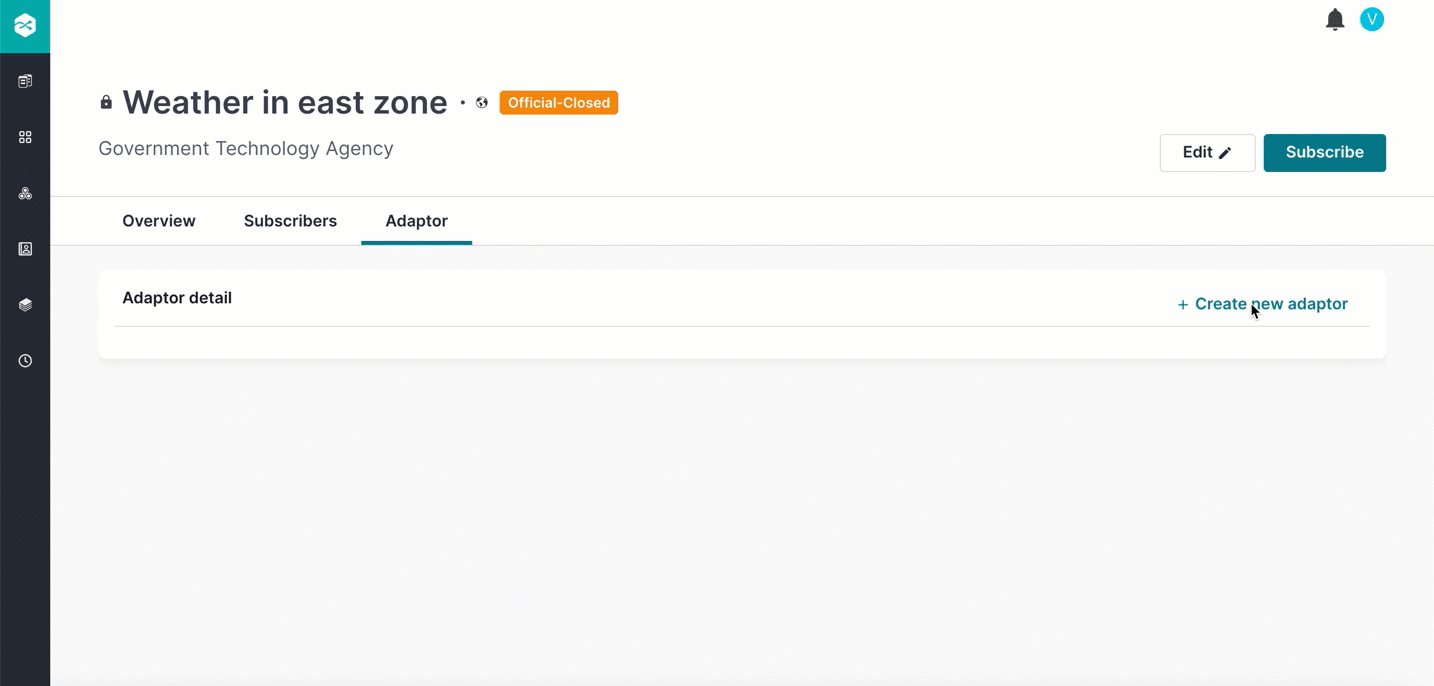 V
Weather in east zone · Official-Closed
Government Technology Agency
Edit
Subscribe
Overview Subscribers Adaptor
Adaptor detail
+ Create new adaptor